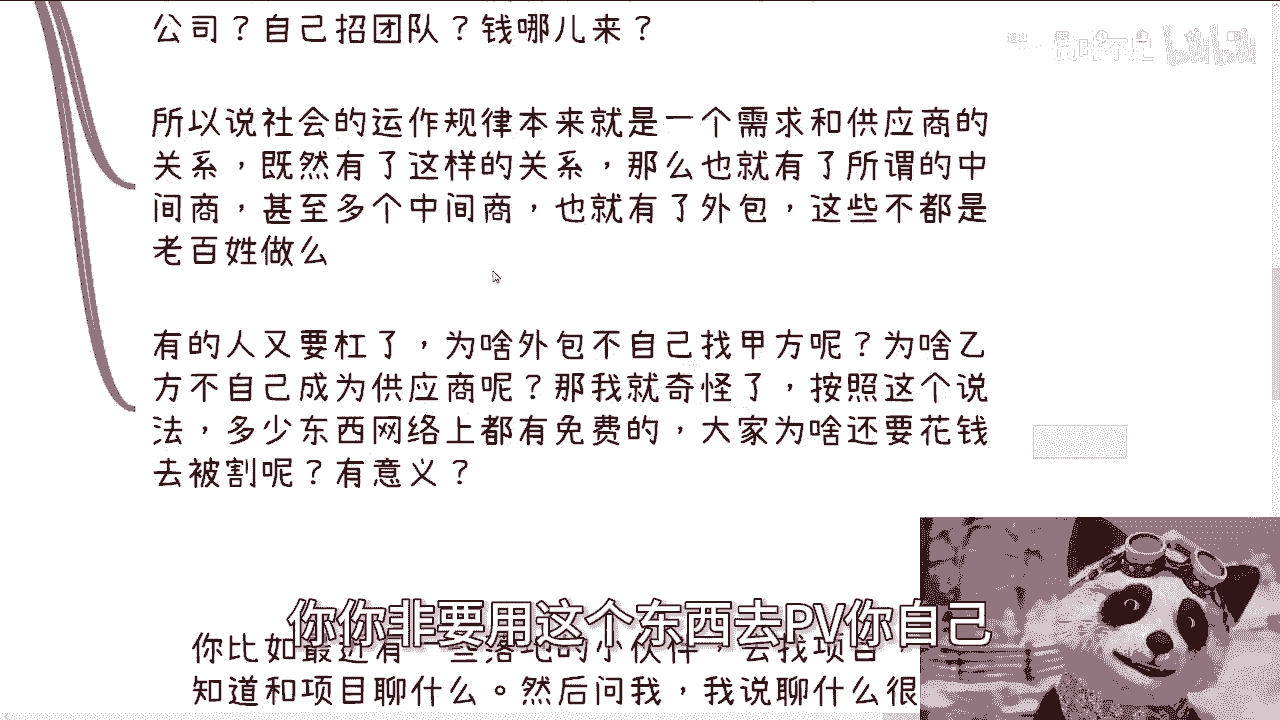 公司？自己招团队？钱哪儿来？
所以说社会的运作规律本来就是一个需求和供应商的
关系，既然有了这样的关系，那么也就有了所谓的中
间商，甚至多个中间商，也就有了外包，这些不都是
老百姓做么
有的人又要杠了，为啥外包不自己找甲方呢？为啥乙
方不自己成为供应商呢？那我就奇怪了，按照这个说
法，多少东西网络上都有免费的，大家为啥还要花钱
去被割呢？有意义？
你你非要用这个东西去PV你自己
你比如最近有一些落地的小伙伴，去找项目
知道和项目聊什么。然后问我，我说聊什么很